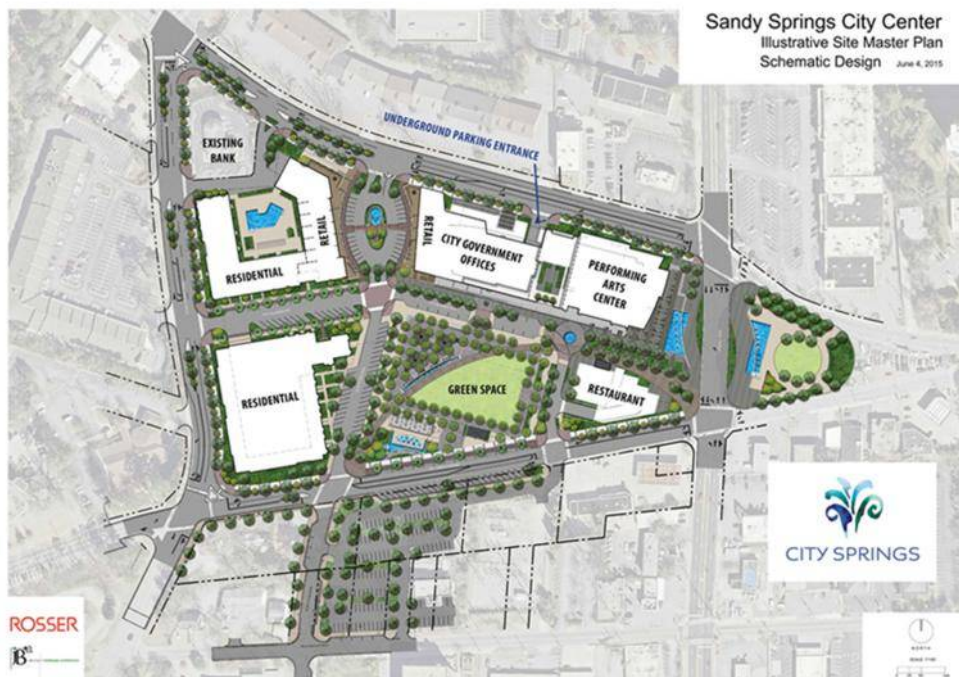 Sandy Springs City Center
Illustrative Site Master Plan
Schematic Design June 4, 2015
UNDERGROUND PARKING ENTRANCE
EXISTING
BANK
RETAIL
RESIDENTIAL
RETAIL
CITY GOVERNMENT
OFFICES
PERFORMING
ARTS
CENTER
RESIDENTIAL
GREEN SPACE
RESTAURANT
CITY SPRINGS
ROSSER
NORTH